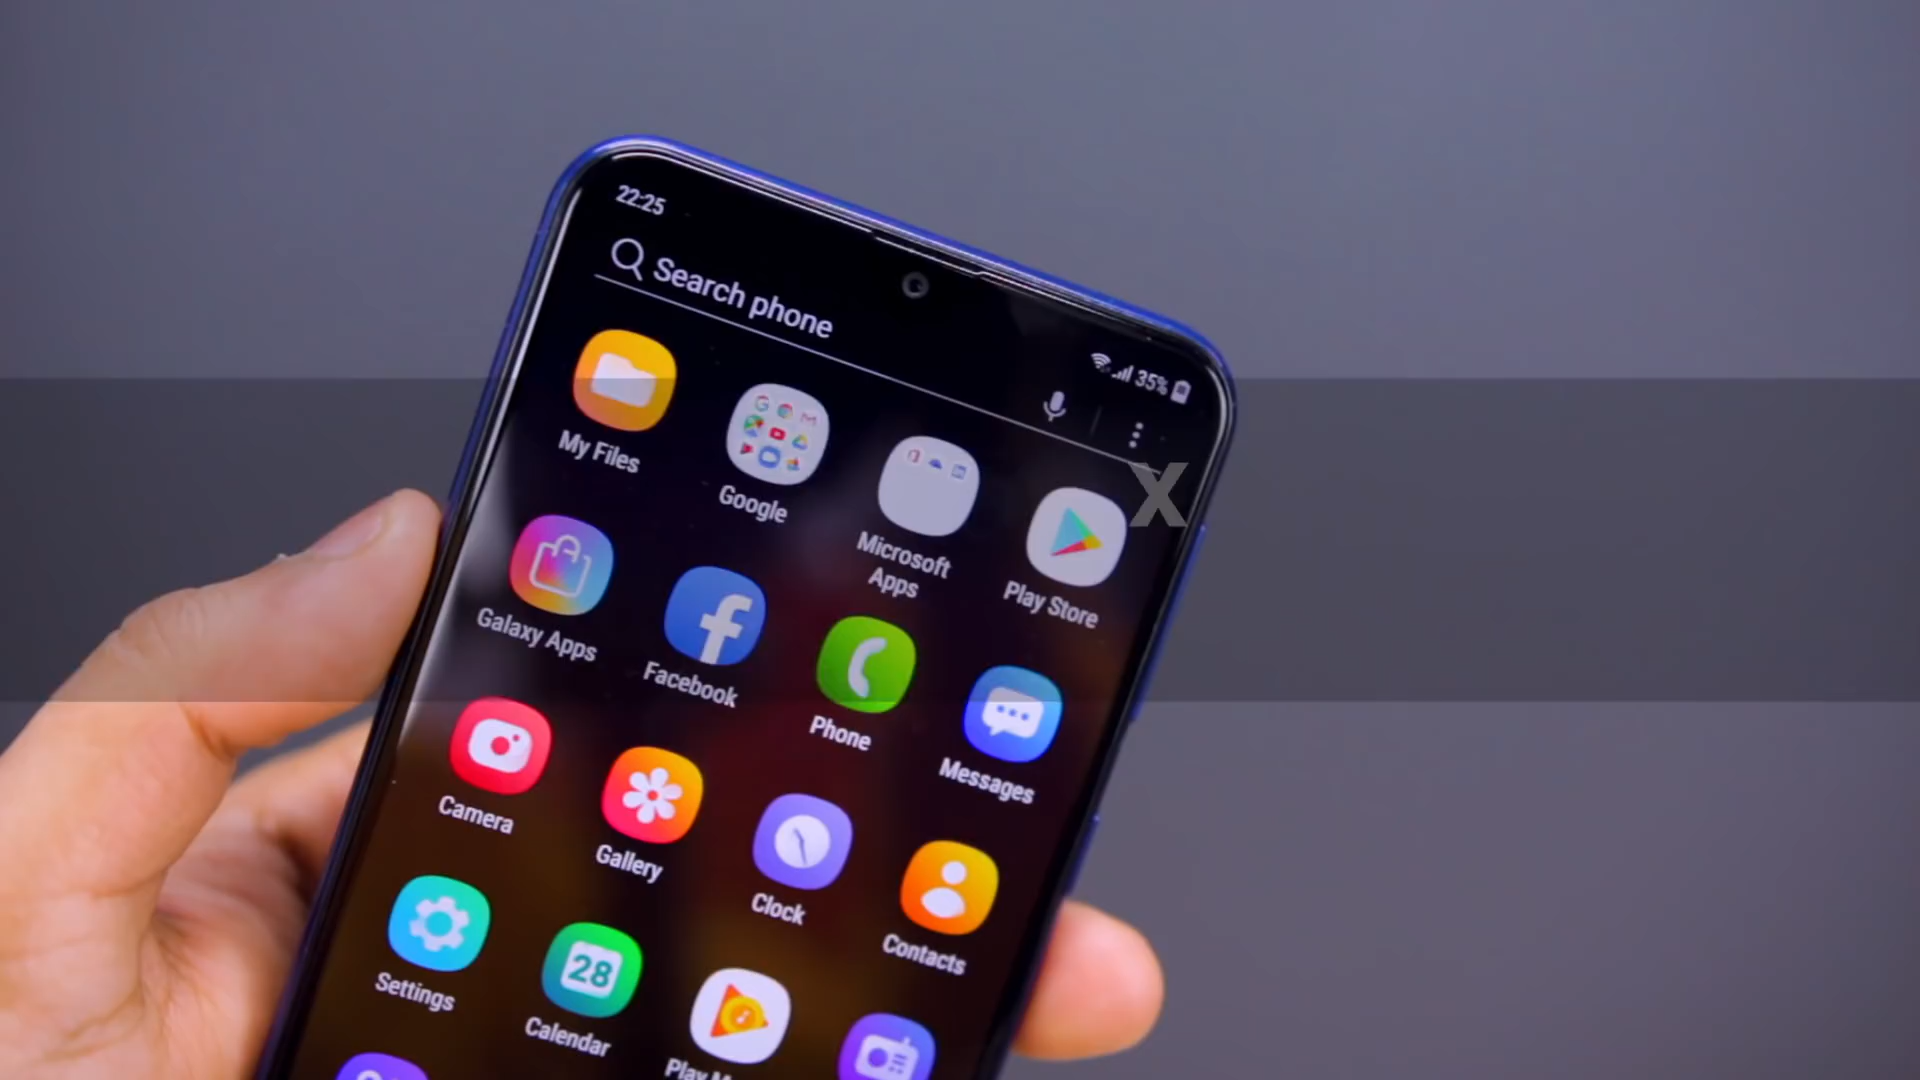 22:25
35%
Search phone
My Files
Google
Microsoft
Apps
Play Store
X
Galaxy Apps
Facebook
Phone
Messages
Camera
Gallery
Clock
Contacts
Settings
28
Calendar
Play